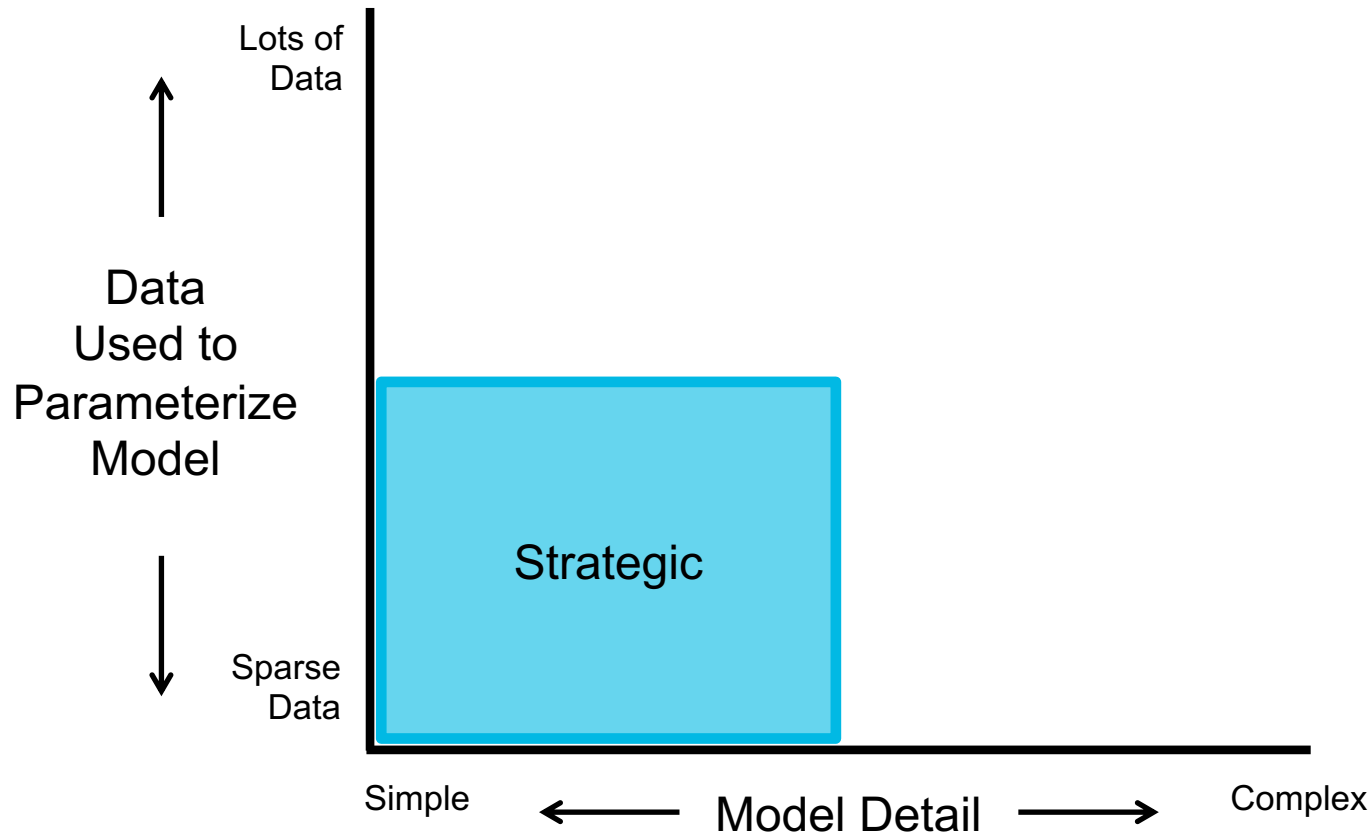 Lots of
Data
Data
Used to
Parameterize
Model
Strategic
Sparse
Data
Simple
Model Detail
Complex